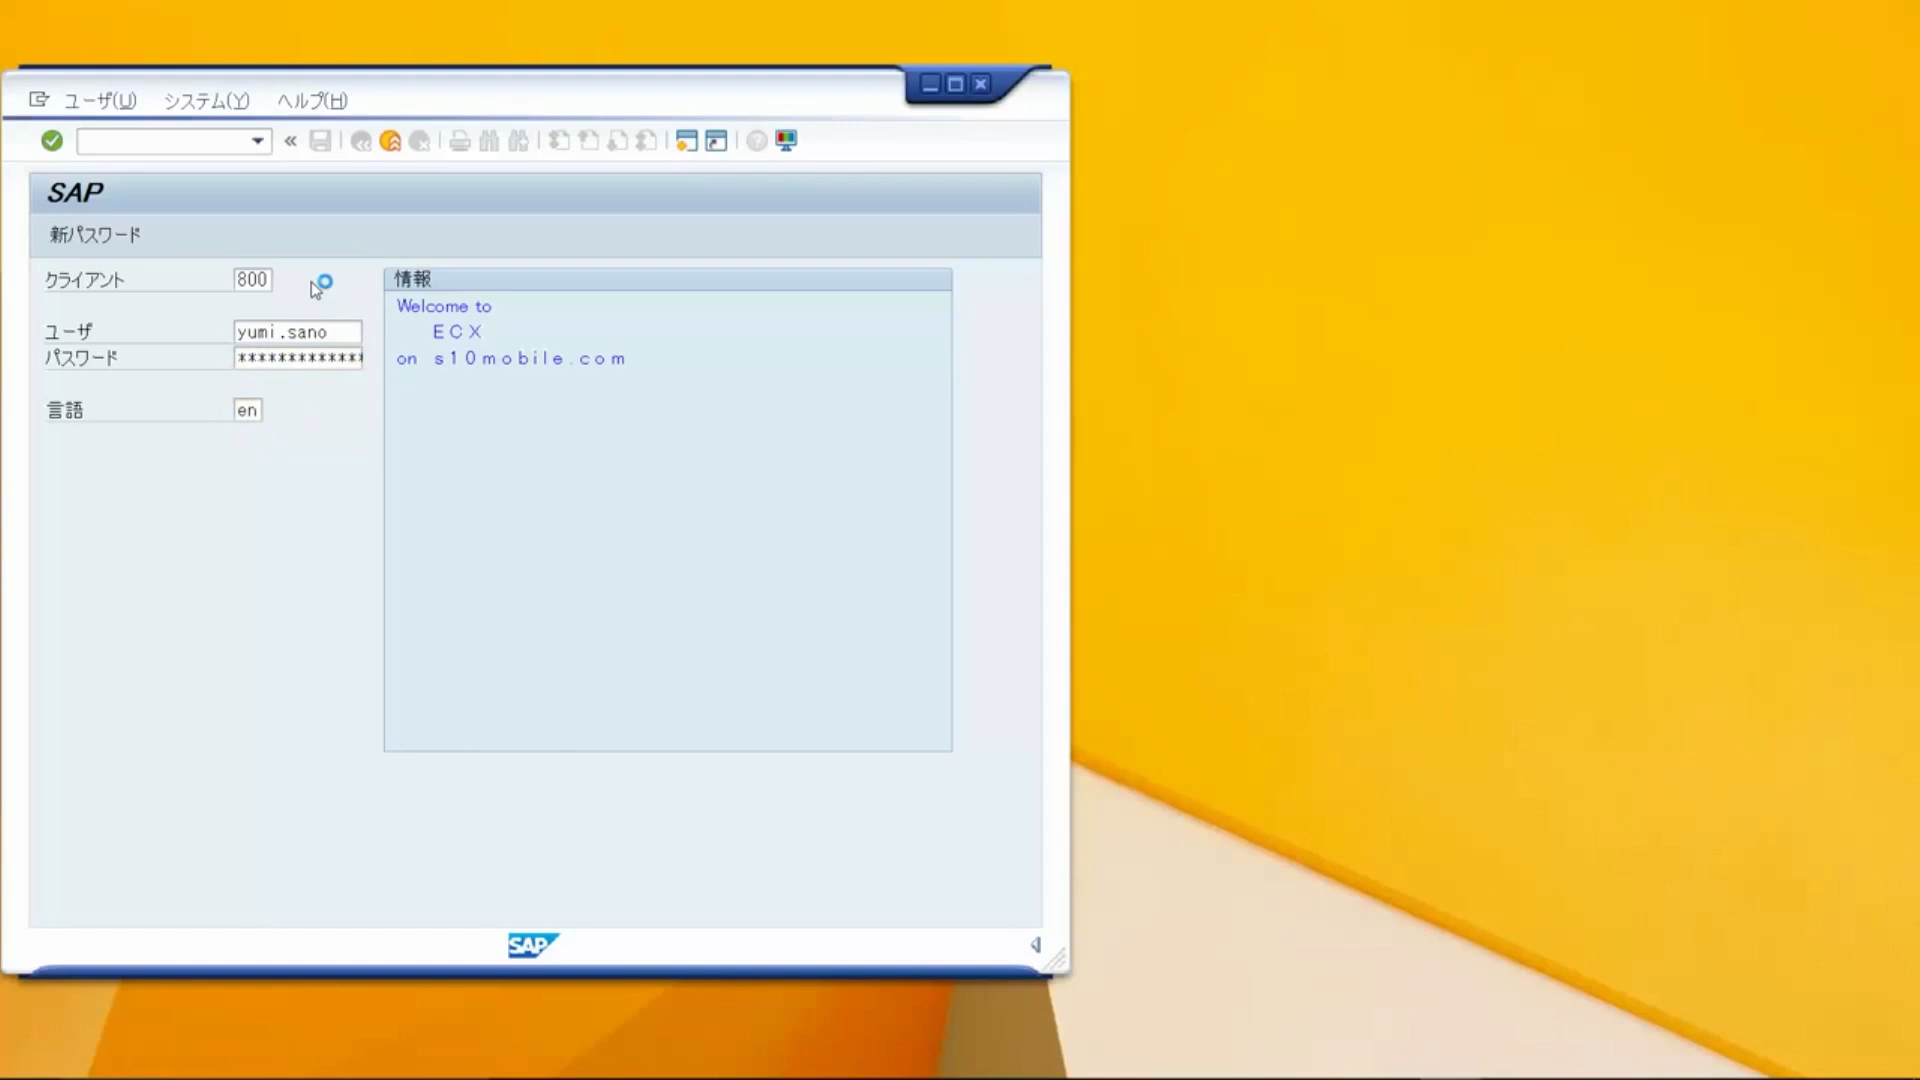 ユーザ(U) システム(Y) ヘルプ(H)
SAP
新パスワード
クライアント 800
ユーザ yumi.sano
パスワード *************
言語 en
情報
Welcome to
E C X
on s10mobile.com
SAP